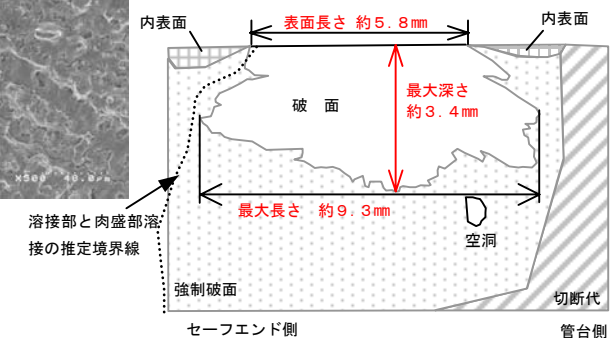 内表面
表面長さ 約5.8mm
内表面
最大深さ
約3.4mm
破 面
X500 40.0μm
最大長さ 約9.3mm
溶接部と肉盛部溶
接の推定境界線
空洞
強制破面
切断代
セーフエンド側
管台側